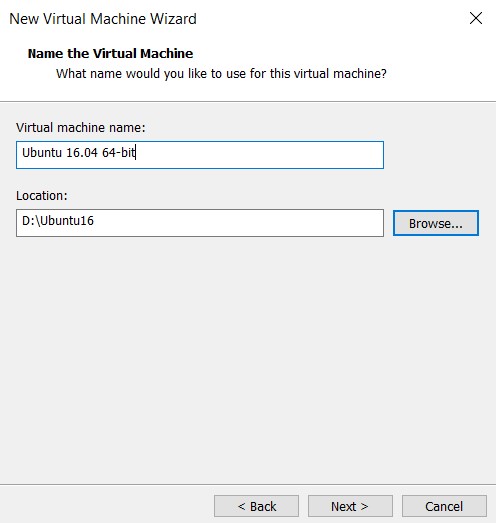 New Virtual Machine Wizard
Name the Virtual Machine
What name would you like to use for this virtual machine?
Virtual machine name:
Ubuntu 16.04 64-bit
Location:
D:\Ubuntu16
Browse...
< Back
Next >
Cancel